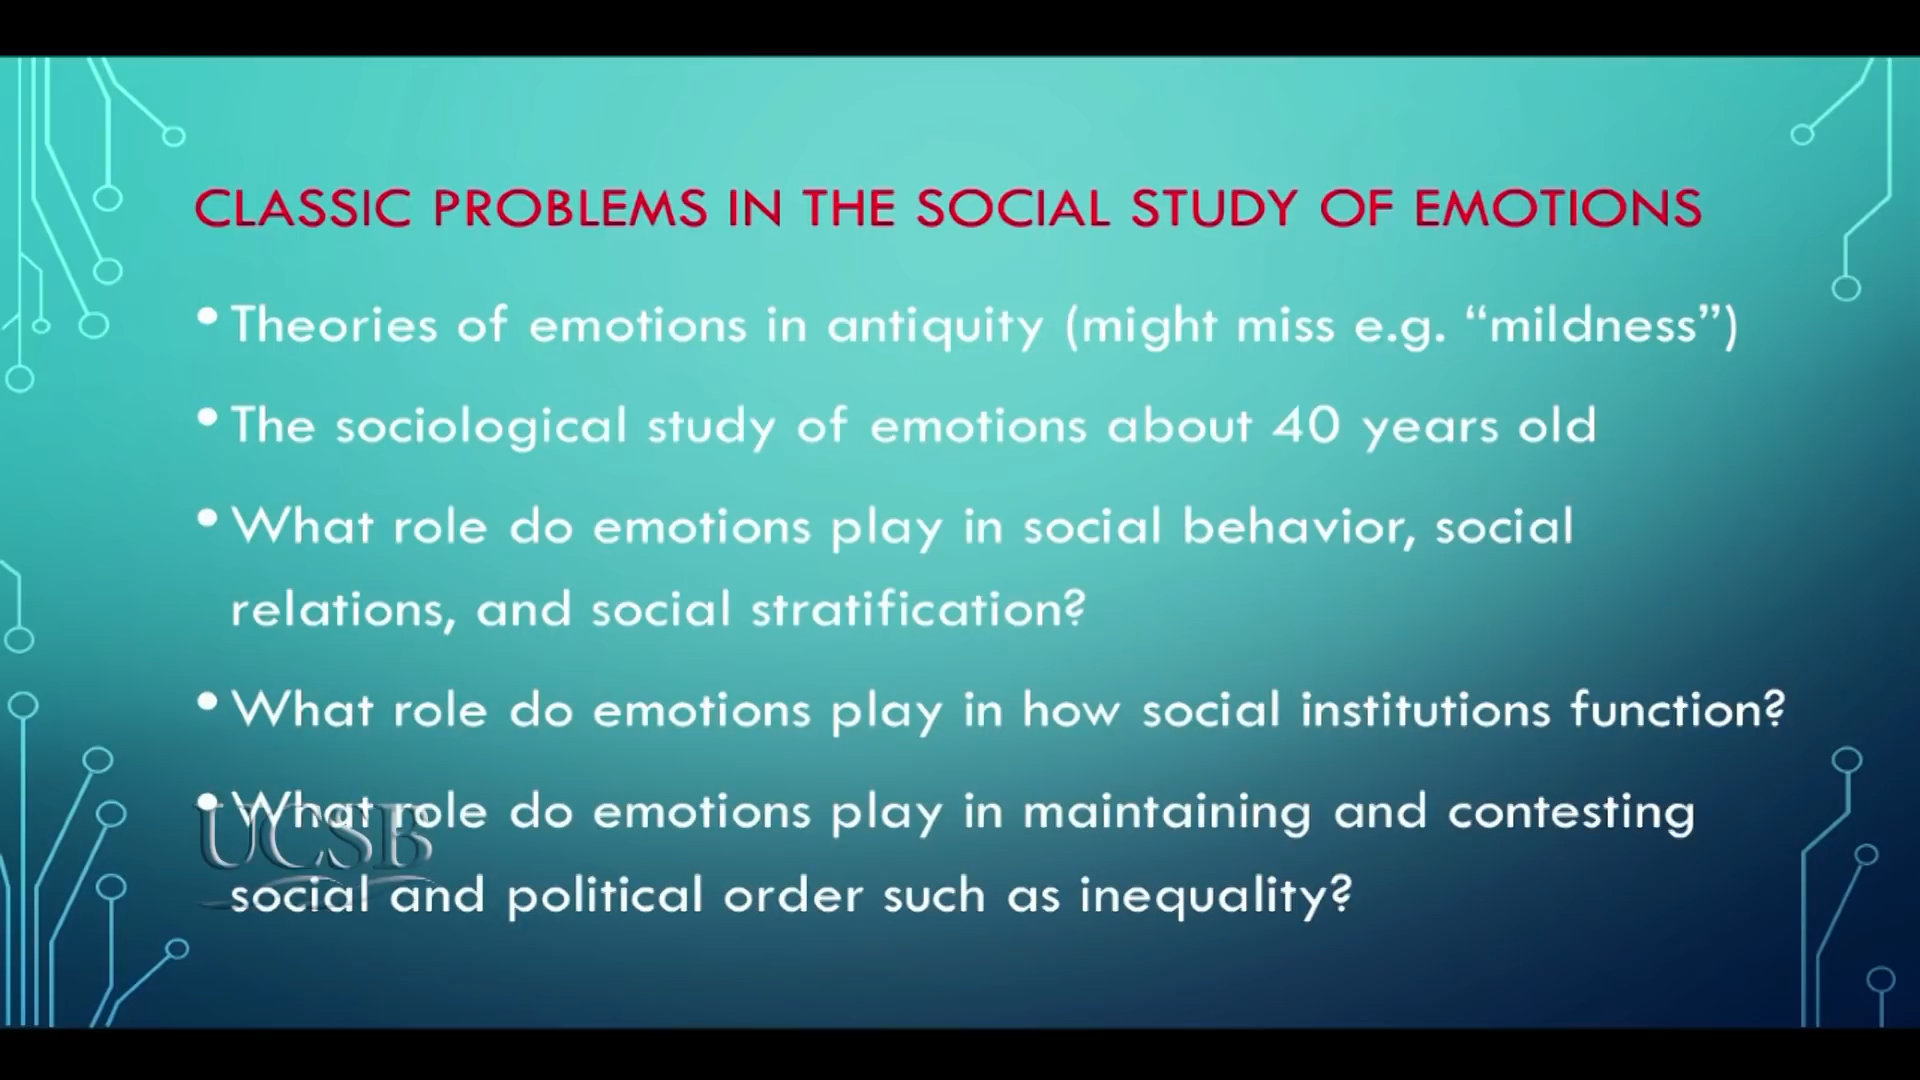 CLASSIC PROBLEMS IN THE SOCIAL STUDY OF EMOTIONS
• Theories of emotions in antiquity (might miss e.g. “mildness”)
• The sociological study of emotions about 40 years old
• What role do emotions play in social behavior, social
relations, and social stratification?
• What role do emotions play in how social institutions function?
• What role do emotions play in maintaining and contesting
social and political order such as inequality?
UCSB